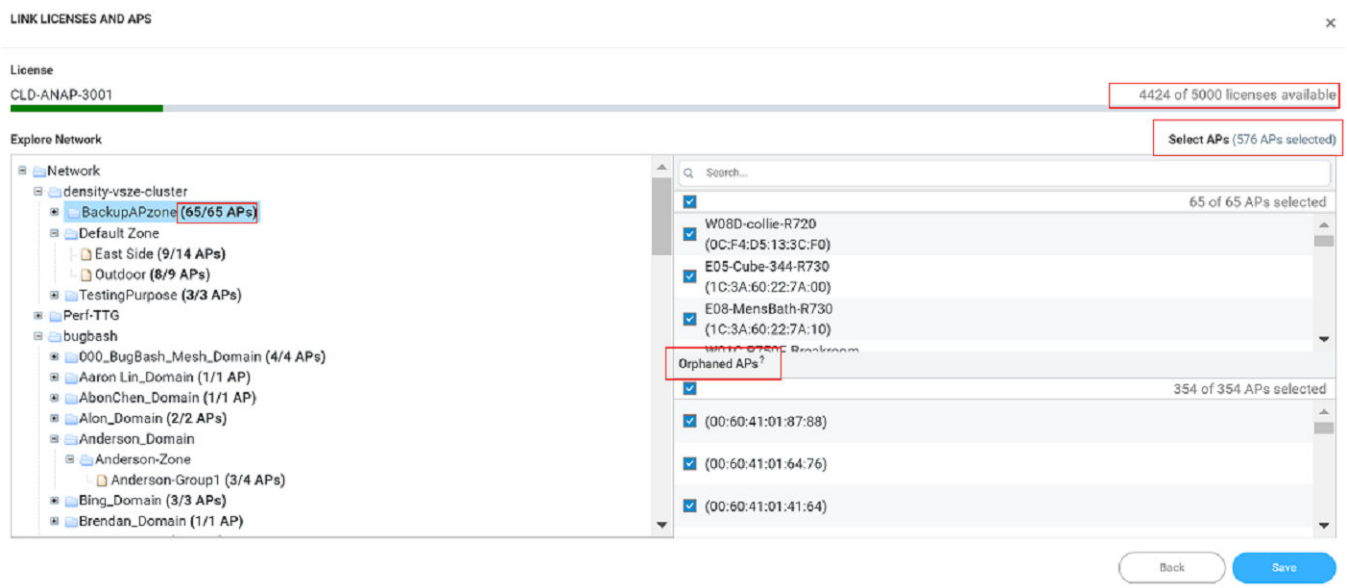 LINK LICENSES AND APS
×
License
CLD-ANAP-3001
4424 of 5000 licenses available
Explore Network
Select APs (576 APs selected)
Network
density-vsze-cluster
BackupAPzone (65/65 APs)
Default Zone
East Side (9/14 APs)
Outdoor (8/9 APs)
TestingPurpose (3/3 APs)
Perf-TTG
bugbash
000_BugBash_Mesh_Domain (4/4 APs)
Aaron Lin_Domain (1/1 AP)
AbonChen_Domain (1/1 AP)
Alon_Domain (2/2 APs)
Anderson_Domain
Anderson-Zone
Anderson-Group1 (3/4 APs)
Bing_Domain (3/3 APs)
Brendan_Domain (1/1 AP)
Search...
65 of 65 APs selected
W08D-collie-R720
(0C:F4:D5:13:3C:F0)
E05-Cube-344-R730
(1C:3A:60:22:7A:00)
E08-MensBath-R730
(1C:3A:60:22:7A:10)
Breakroom
Orphaned APs?
354 of 354 APs selected
(00:60:41:01:87:88)
(00:60:41:01:64:76)
(00:60:41:01:41:64)
Back
Save